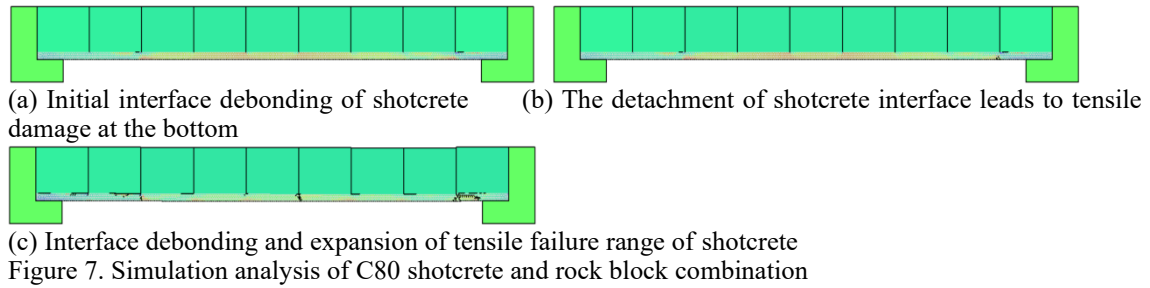 (a) Initial interface debonding of shotcrete (b) The detachment of shotcrete interface leads to tensile
damage at the bottom
(c) Interface debonding and expansion of tensile failure range of shotcrete
Figure 7. Simulation analysis of C80 shotcrete and rock block combination